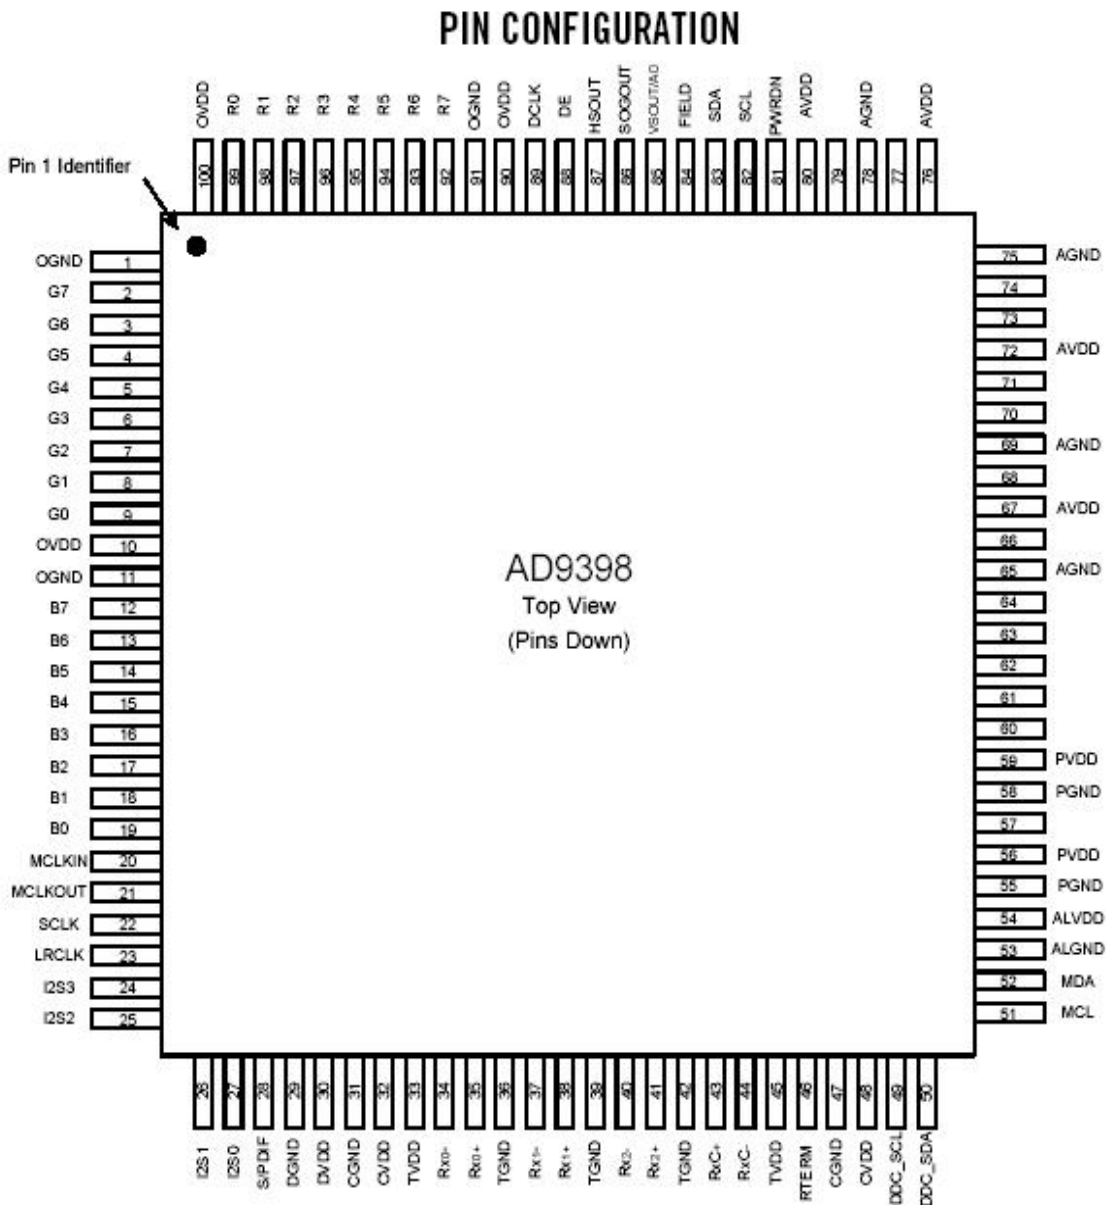 PIN CONFIGURATION
OVDD R0 R1 R2 R3 R4 R5 R6 R7 OGND OVDD DCLK DE HSOUT SOGOUT VSOUT/A0 FIELD SDA SCL PWRDN AVDD AGND AVDD
100 99 98 97 96 95 94 93 92 91 90 89 88 87 86 85 84 83 82 81 80 79 78 77 76
Pin 1 Identifier
OGND 1
G7 2
G6 3
G5 4
G4 5
G3 6
G2 7
G1 8
G0 9
OVDD 10
OGND 11
B7 12
B6 13
B5 14
B4 15
B3 16
B2 17
B1 18
B0 19
MCLKIN 20
MCLKOUT 21
SCLK 22
LRCLK 23
I2S3 24
I2S2 25
AD9398
Top View
(Pins Down)
75 AGND
74
73
72 AVDD
71
70
69 AGND
68
67 AVDD
66
65 AGND
64
63
62
61
60
59 PVDD
58 PGND
57
56 PVDD
55 PGND
54 ALVDD
53 ALGND
52 MDA
51 MCL
26 27 28 29 30 31 32 33 34 35 36 37 38 39 40 41 42 43 44 45 46 47 48 49 50
I2S1 I2S0 S/PDIF DGND DVDD CGND CVDD TVDD Rx0- Rx0+ TGND Rx1- Rx1+ TGND Rx2- Rx2+ TGND RxC+ RxC- TVDD RTERM CGND CVDD DDC_SCL DDC_SDA